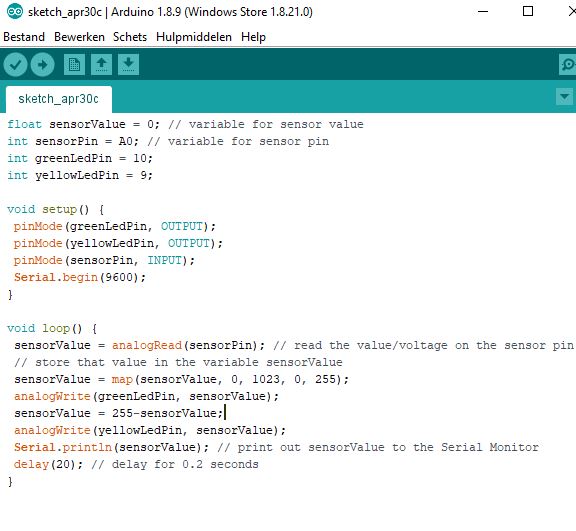 sketch_apr30c | Arduino 1.8.9 (Windows Store 1.8.21.0)
Bestand Bewerken Schets Hulpmiddelen Help
sketch_apr30c
float sensorValue = 0; // variable for sensor value
int sensorPin = A0; // variable for sensor pin
int greenLedPin = 10;
int yellowLedPin = 9;
void setup() {
pinMode(greenLedPin, OUTPUT);
pinMode(yellowLedPin, OUTPUT);
pinMode(sensorPin, INPUT);
Serial.begin(9600);
}
void loop() {
sensorValue = analogRead(sensorPin); // read the value/voltage on the sensor pin
// store that value in the variable sensorValue
sensorValue = map(sensorValue, 0, 1023, 0, 255);
analogWrite(greenLedPin, sensorValue);
sensorValue = 255-sensorValue;
analogWrite(yellowLedPin, sensorValue);
Serial.println(sensorValue); // print out sensorValue to the Serial Monitor
delay(20); // delay for 0.2 seconds
}